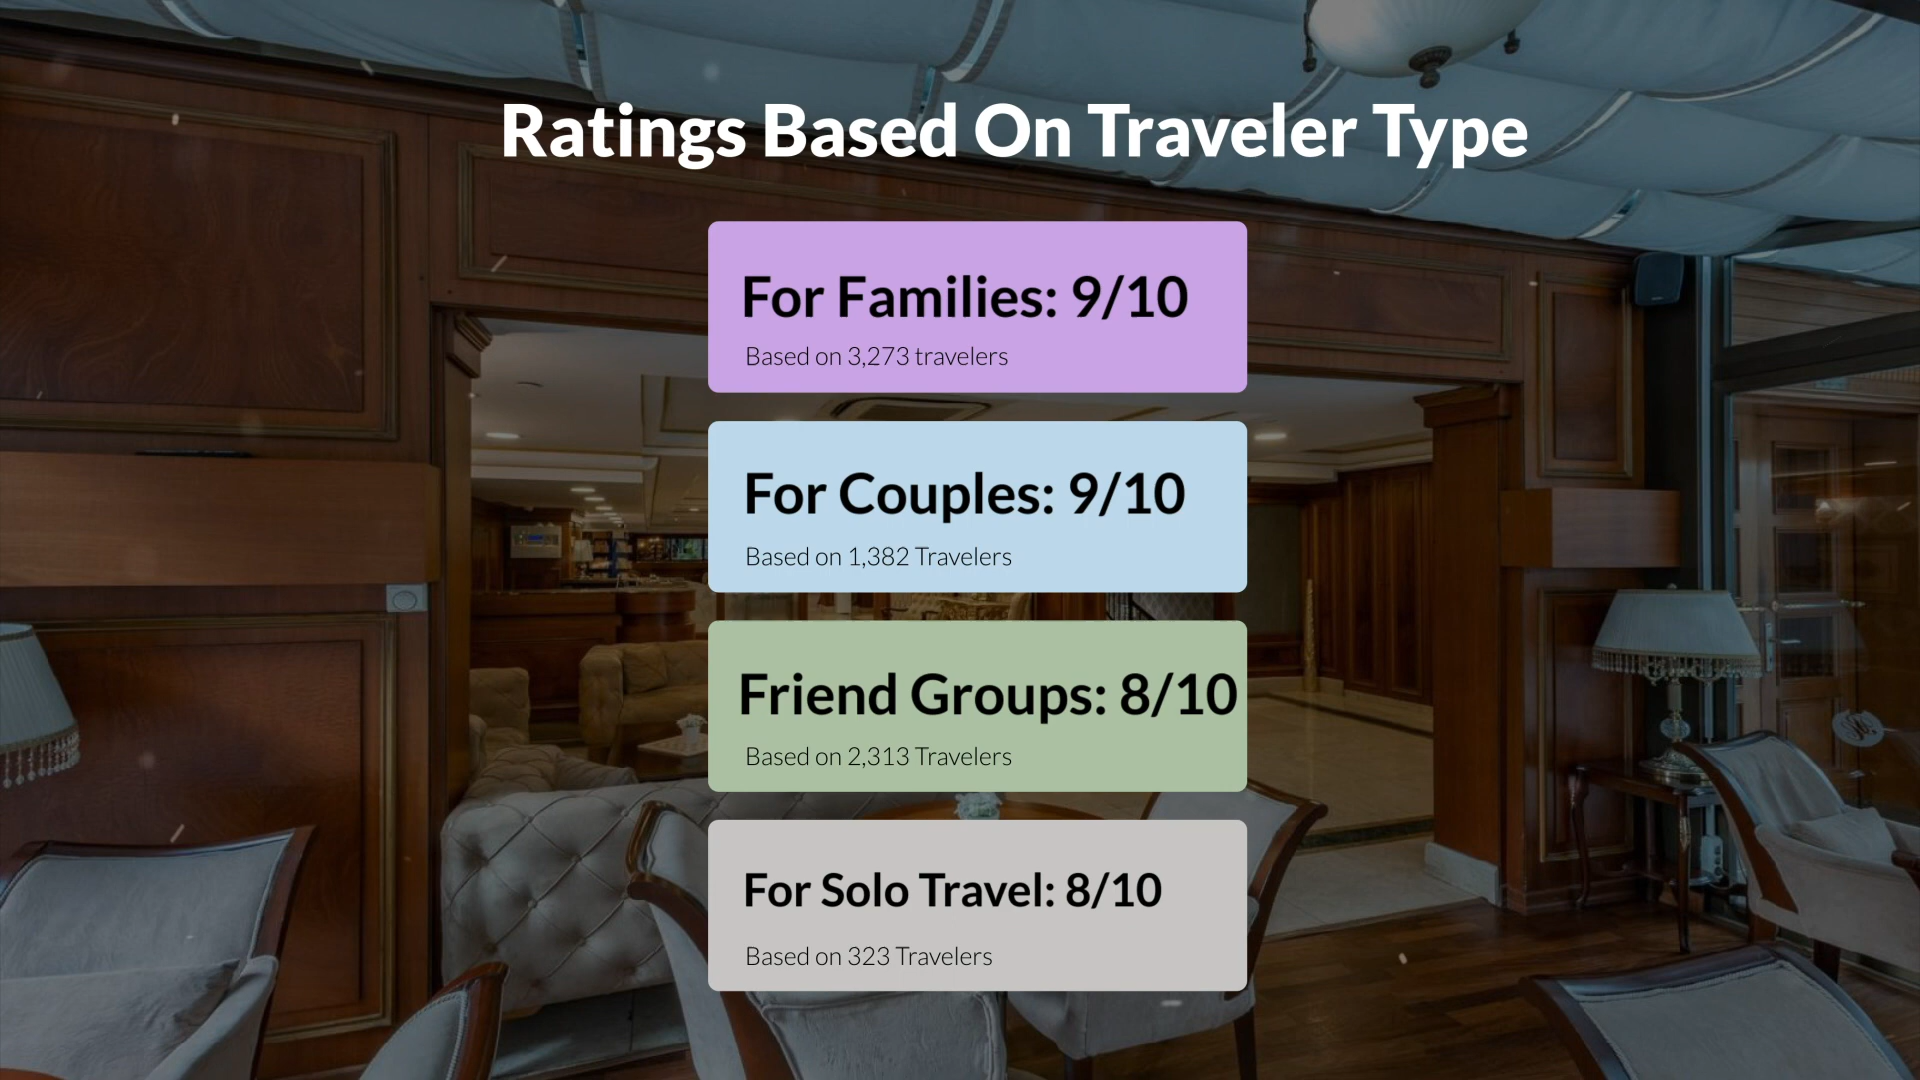 Ratings Based On Traveler Type
For Families: 9/10
Based on 3,273 travelers
For Couples: 9/10
Based on 1,382 Travelers
Friend Groups: 8/10
Based on 2,313 Travelers
For Solo Travel: 8/10
Based on 323 Travelers